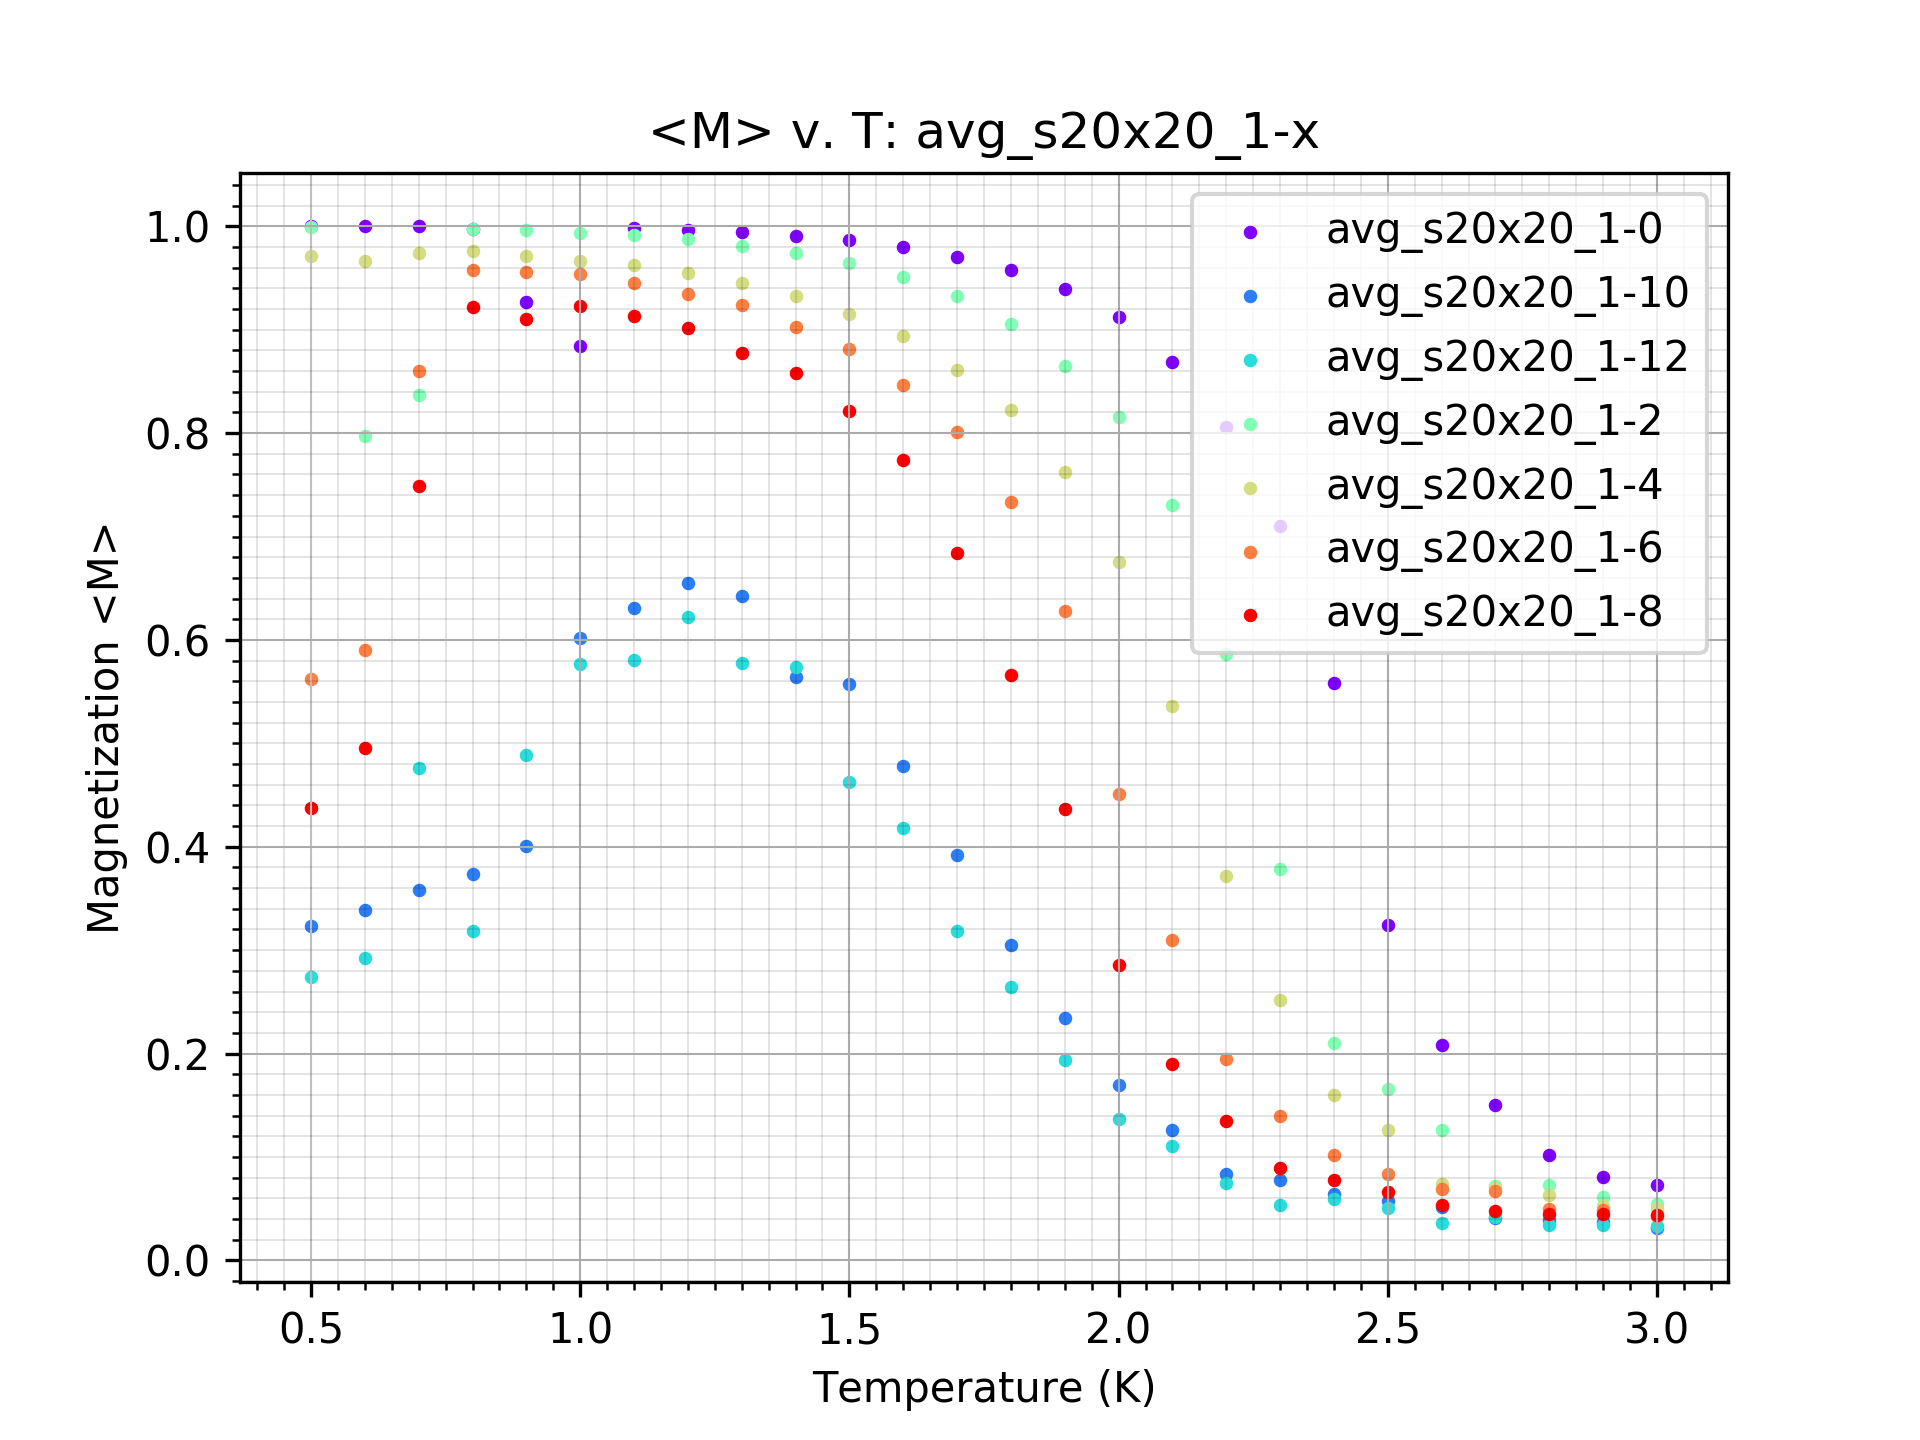 <M> v. T: avg_s20x20_1-x
1.0
0.8
0.6
0.4
0.2
0.0
Magnetization <M>
0.5 1.0 1.5 2.0 2.5 3.0
Temperature (K)
avg_s20x20_1-0
avg_s20x20_1-10
avg_s20x20_1-12
avg_s20x20_1-2
avg_s20x20_1-4
avg_s20x20_1-6
avg_s20x20_1-8